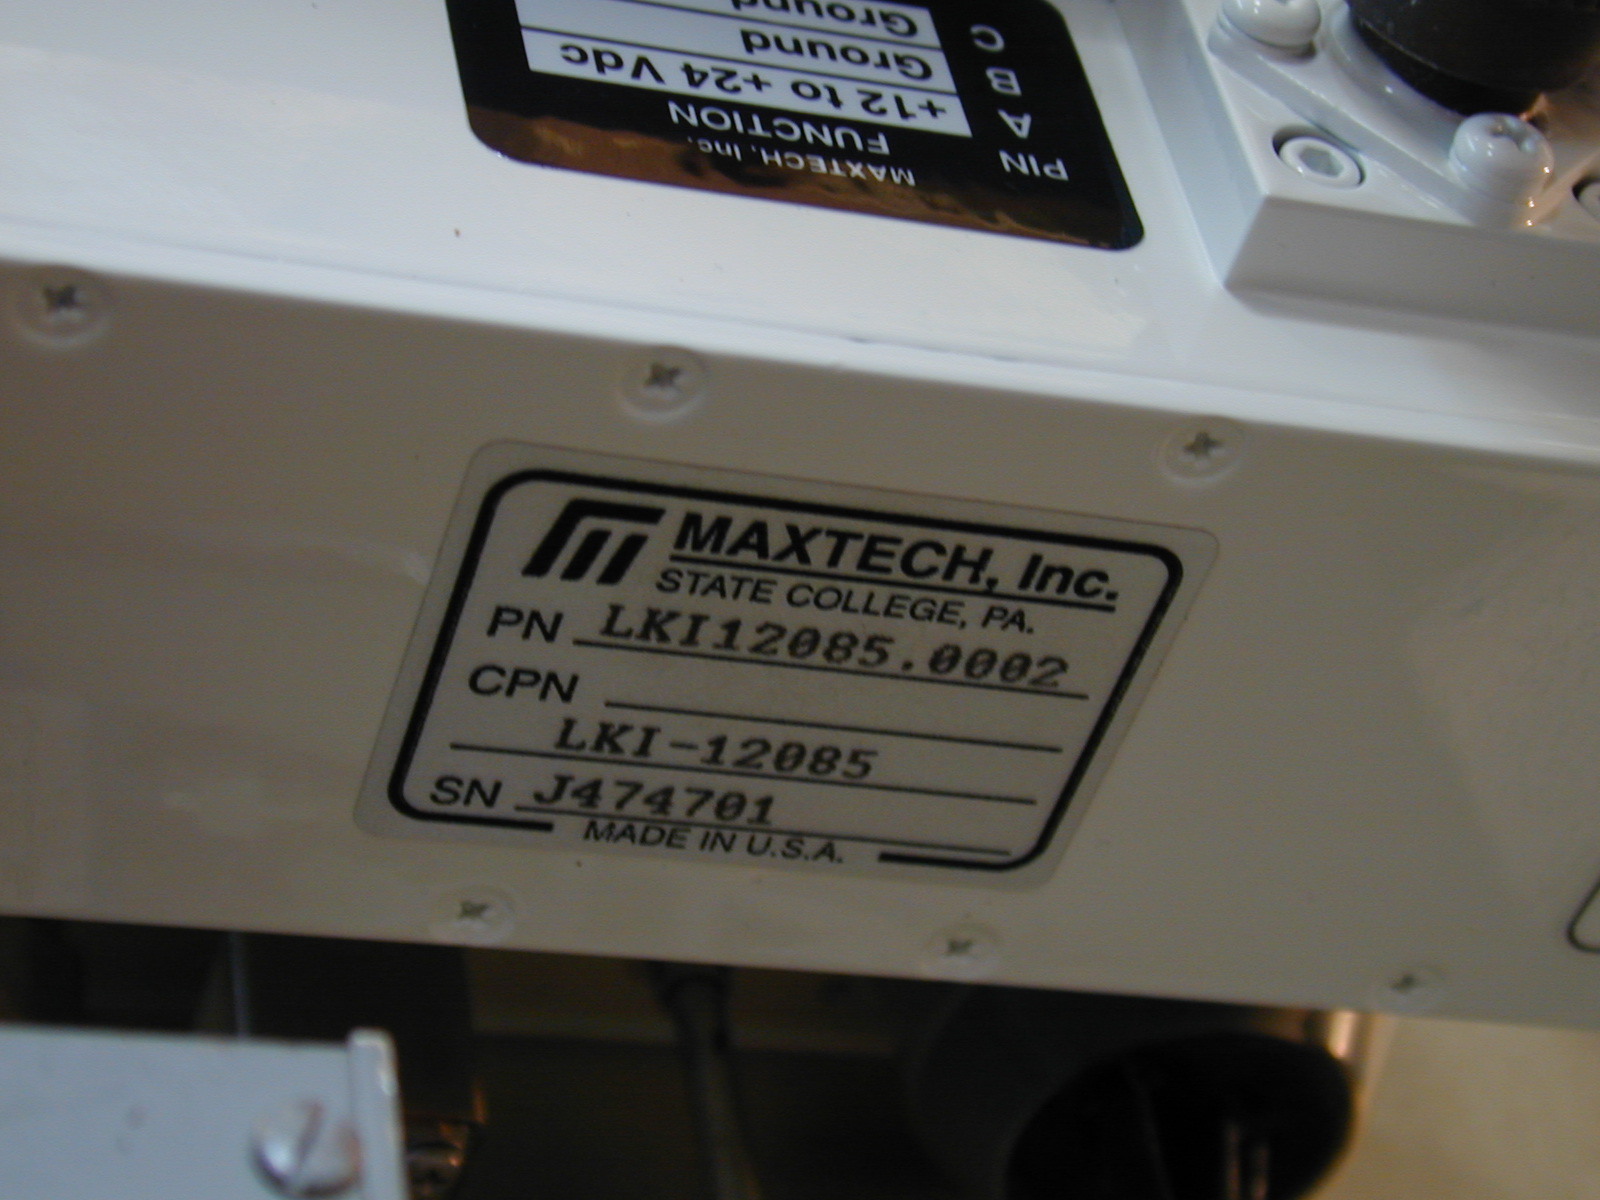 MAXTECH, Inc.
PIN FUNCTION
A +12 to +24 Vdc
B Ground
C Ground
MAXTECH, Inc.
STATE COLLEGE, PA.
PN LKI12085.0002
CPN
LKI-12085
SN J474701
MADE IN U.S.A.